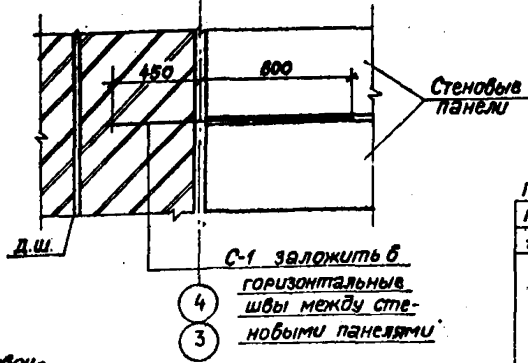 450
600
Стеновые
панели
Д.Ш.
С-1 заложить в
горизонтальные
швы между сте-
новыми панелями
4
3